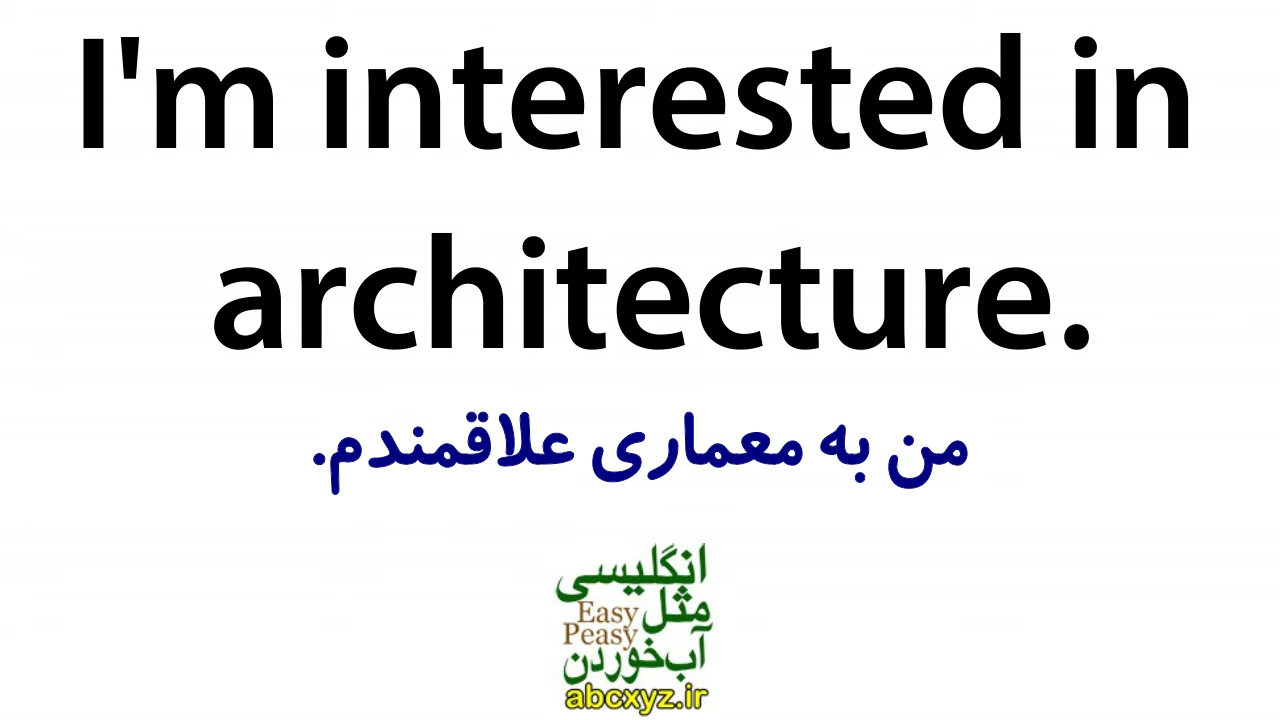 I'm interested in
architecture.
من به معماری علاقمندم.
انگلیسی
مثل
Easy
Peasy
آب‌خوردن
abcxyz.ir